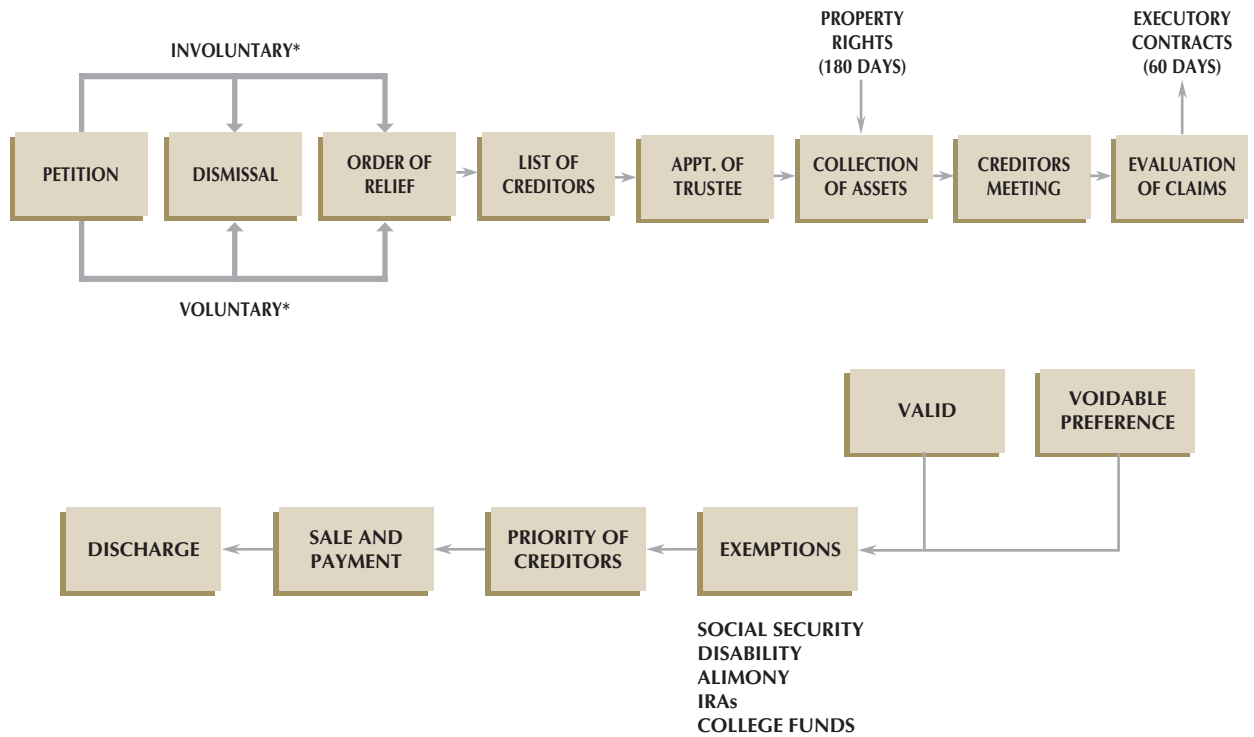 INVOLUNTARY*
PROPERTY
RIGHTS
(180 DAYS)
EXECUTORY
CONTRACTS
(60 DAYS)
PETITION
DISMISSAL
ORDER OF
RELIEF
LIST OF
CREDITORS
APPT. OF
TRUSTEE
COLLECTION
OF ASSETS
CREDITORS
MEETING
EVALUATION
OF CLAIMS
VOLUNTARY*
VALID
VOIDABLE
PREFERENCE
DISCHARGE
SALE AND
PAYMENT
PRIORITY OF
CREDITORS
EXEMPTIONS
SOCIAL SECURITY
DISABILITY
ALIMONY
IRAs
COLLEGE FUNDS